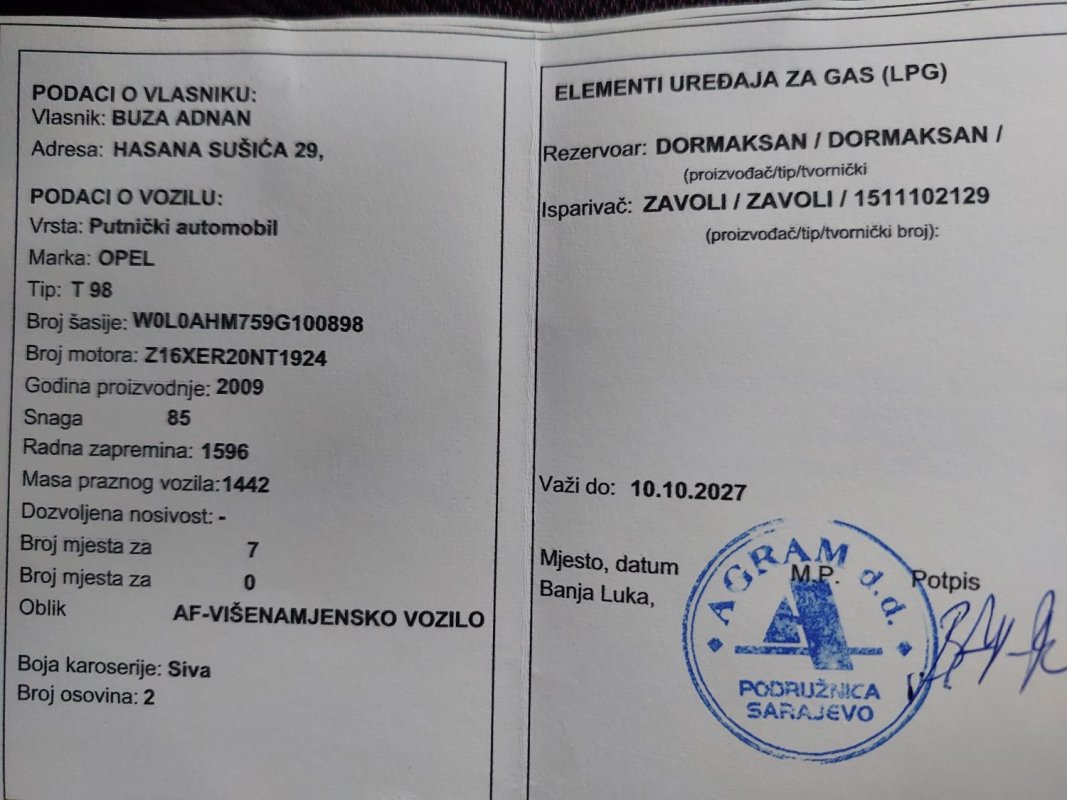 PODACI O VLASNIKU:
Vlasnik: BUZA ADNAN
Adresa: HASANA SUŠIĆA 29,
PODACI O VOZILU:
Vrsta: Putnički automobil
Marka: OPEL
Tip: T 98
Broj šasije: W0L0AHM759G100898
Broj motora: Z16XER20NT1924
Godina proizvodnje: 2009
Snaga 85
Radna zapremina: 1596
Masa praznog vozila: 1442
Dozvoljena nosivost: -
Broj mjesta za 7
Broj mjesta za 0
Oblik AF-VIŠENAMJENSKO VOZILO
Boja karoserije: Siva
Broj osovina: 2
ELEMENTI UREĐAJA ZA GAS (LPG)
Rezervoar: DORMAKSAN / DORMAKSAN /
(proizvođač/tip/tvornički
Isparivač: ZAVOLI / ZAVOLI / 1511102129
(proizvođač/tip/tvornički broj):
Važi do: 10.10.2027
Mjesto, datum M.P. Potpis
Banja Luka,
AGRAM d.d.
PODRUŽNICA
SARAJEVO